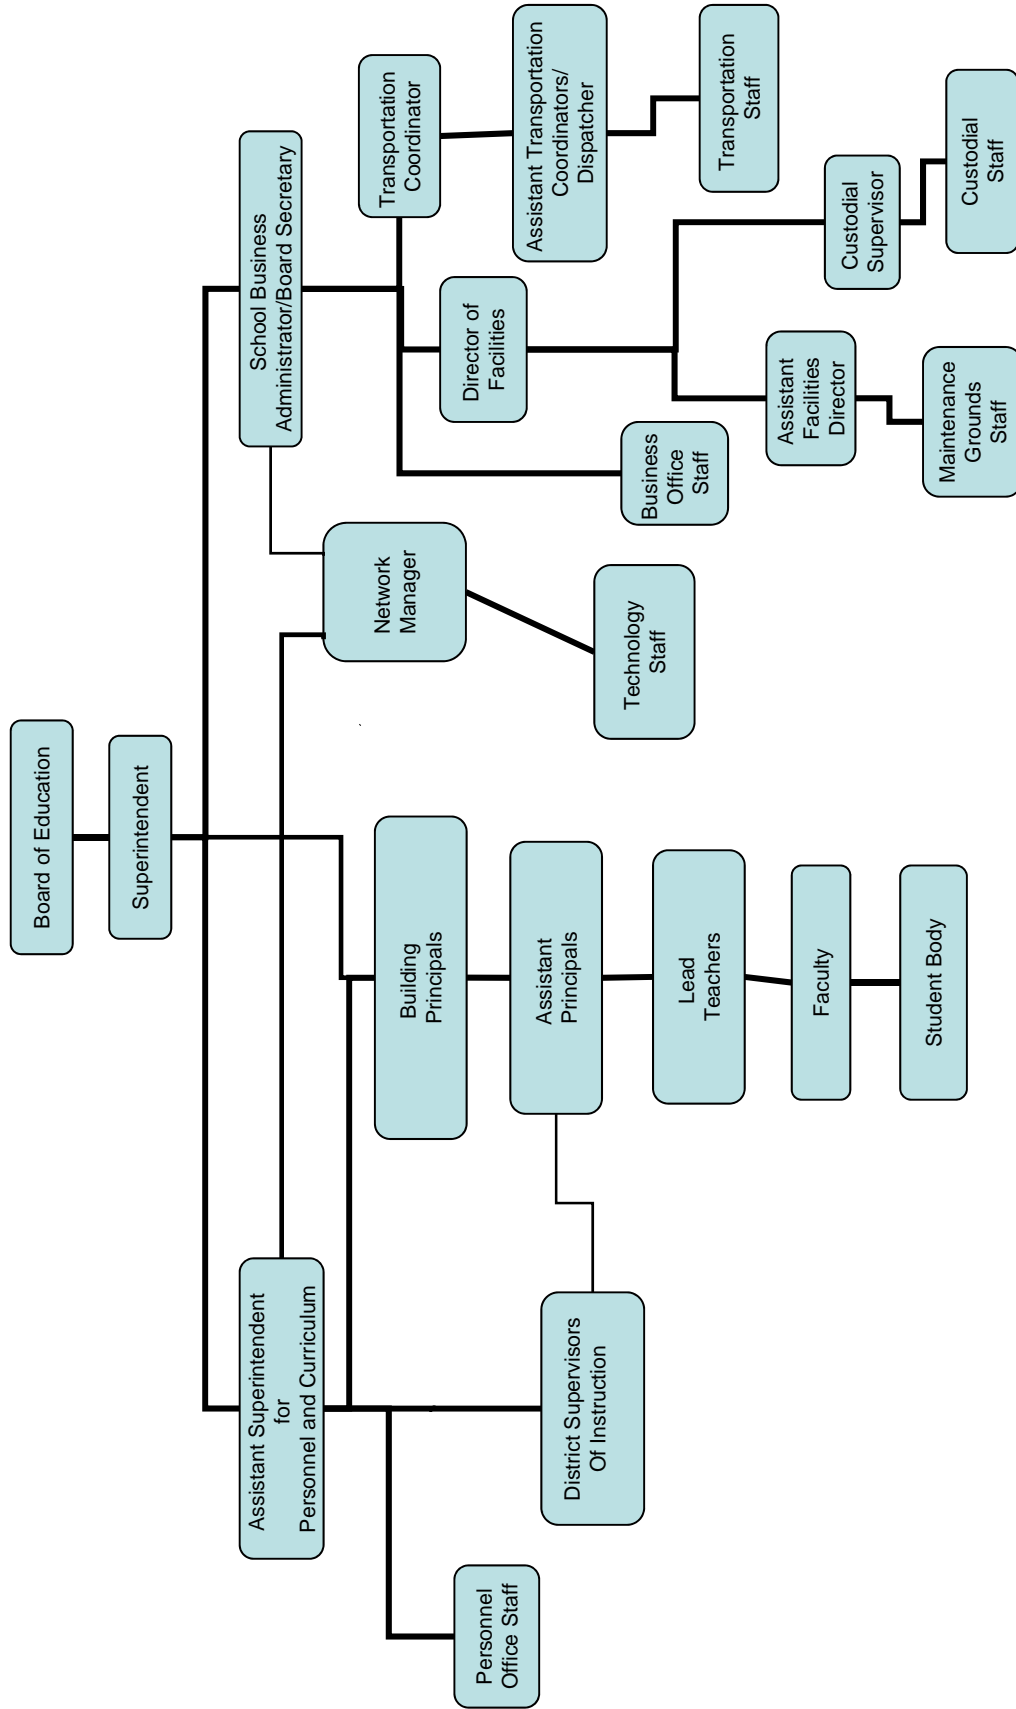 Board of Education
Superintendent
Assistant Superintendent
for
Personnel and Curriculum
School Business
Administrator/Board Secretary
Network
Manager
Transportation
Coordinator
Building
Principals
Director of
Facilities
Personnel
Office Staff
Assistant
Principals
Assistant Transportation
Coordinators/
Dispatcher
District Supervisors
Of Instruction
Technology
Staff
Business
Office
Staff
Lead
Teachers
Transportation
Staff
Assistant
Facilities
Director
Faculty
Custodial
Supervisor
Student Body
Maintenance
Grounds
Staff
Custodial
Staff